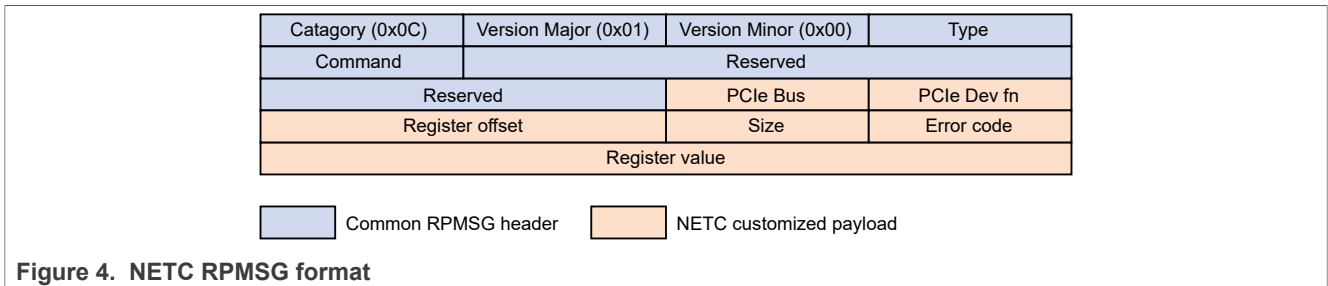 Catagory (0x0C) Version Major (0x01) Version Minor (0x00) Type
Command Reserved
Reserved PCIe Bus PCIe Dev fn
Register offset Size Error code
Register value
Common RPMSG header NETC customized payload
Figure 4. NETC RPMSG format